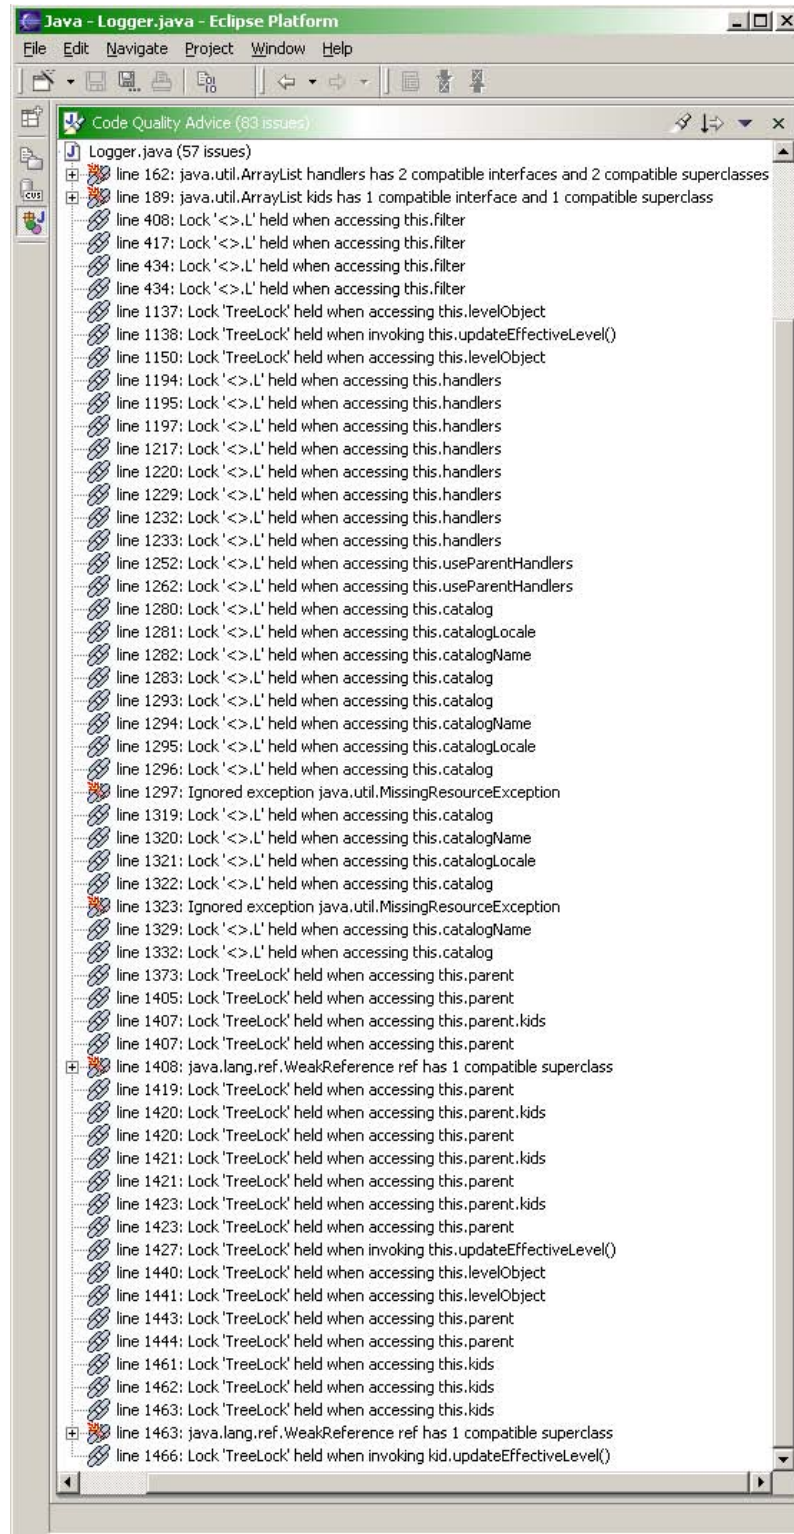 Java - Logger.java - Eclipse Platform
File Edit Navigate Project Window Help
Code Quality Advice (83 issues)
Logger.java (57 issues)
line 162: java.util.ArrayList handlers has 2 compatible interfaces and 2 compatible superclasses
line 189: java.util.ArrayList kids has 1 compatible interface and 1 compatible superclass
line 408: Lock '<>.L' held when accessing this.filter
line 417: Lock '<>.L' held when accessing this.filter
line 434: Lock '<>.L' held when accessing this.filter
line 434: Lock '<>.L' held when accessing this.filter
line 1137: Lock 'TreeLock' held when accessing this.levelObject
line 1138: Lock 'TreeLock' held when invoking this.updateEffectiveLevel()
line 1150: Lock 'TreeLock' held when accessing this.levelObject
line 1194: Lock '<>.L' held when accessing this.handlers
line 1195: Lock '<>.L' held when accessing this.handlers
line 1197: Lock '<>.L' held when accessing this.handlers
line 1217: Lock '<>.L' held when accessing this.handlers
line 1220: Lock '<>.L' held when accessing this.handlers
line 1229: Lock '<>.L' held when accessing this.handlers
line 1232: Lock '<>.L' held when accessing this.handlers
line 1233: Lock '<>.L' held when accessing this.handlers
line 1252: Lock '<>.L' held when accessing this.useParentHandlers
line 1262: Lock '<>.L' held when accessing this.useParentHandlers
line 1280: Lock '<>.L' held when accessing this.catalog
line 1281: Lock '<>.L' held when accessing this.catalogLocale
line 1282: Lock '<>.L' held when accessing this.catalogName
line 1283: Lock '<>.L' held when accessing this.catalog
line 1293: Lock '<>.L' held when accessing this.catalog
line 1294: Lock '<>.L' held when accessing this.catalogName
line 1295: Lock '<>.L' held when accessing this.catalogLocale
line 1296: Lock '<>.L' held when accessing this.catalog
line 1297: Ignored exception java.util.MissingResourceException
line 1319: Lock '<>.L' held when accessing this.catalog
line 1320: Lock '<>.L' held when accessing this.catalogName
line 1321: Lock '<>.L' held when accessing this.catalogLocale
line 1322: Lock '<>.L' held when accessing this.catalog
line 1323: Ignored exception java.util.MissingResourceException
line 1329: Lock '<>.L' held when accessing this.catalogName
line 1332: Lock '<>.L' held when accessing this.catalog
line 1373: Lock 'TreeLock' held when accessing this.parent
line 1405: Lock 'TreeLock' held when accessing this.parent
line 1407: Lock 'TreeLock' held when accessing this.parent.kids
line 1407: Lock 'TreeLock' held when accessing this.parent
line 1408: java.lang.ref.WeakReference ref has 1 compatible superclass
line 1419: Lock 'TreeLock' held when accessing this.parent
line 1420: Lock 'TreeLock' held when accessing this.parent.kids
line 1420: Lock 'TreeLock' held when accessing this.parent
line 1421: Lock 'TreeLock' held when accessing this.parent.kids
line 1421: Lock 'TreeLock' held when accessing this.parent
line 1423: Lock 'TreeLock' held when accessing this.parent.kids
line 1423: Lock 'TreeLock' held when accessing this.parent
line 1427: Lock 'TreeLock' held when invoking this.updateEffectiveLevel()
line 1440: Lock 'TreeLock' held when accessing this.levelObject
line 1441: Lock 'TreeLock' held when accessing this.levelObject
line 1443: Lock 'TreeLock' held when accessing this.parent
line 1444: Lock 'TreeLock' held when accessing this.parent
line 1461: Lock 'TreeLock' held when accessing this.kids
line 1462: Lock 'TreeLock' held when accessing this.kids
line 1463: Lock 'TreeLock' held when accessing this.kids
line 1463: java.lang.ref.WeakReference ref has 1 compatible superclass
line 1466: Lock 'TreeLock' held when invoking kid.updateEffectiveLevel()